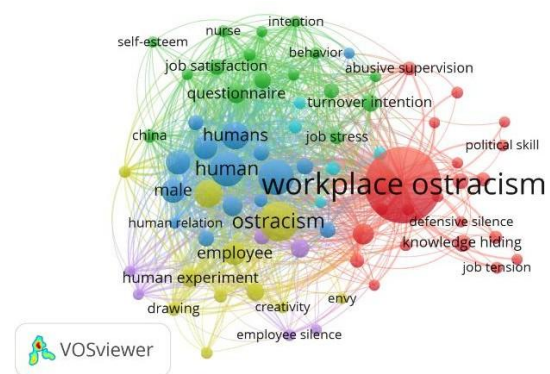 intention
nurse
self-esteem
behavior
job satisfaction
abusive supervision
questionnaire
turnover intention
china
humans
job stress
political skill
human
workplace ostracism
male
human relation
ostracism
defensive silence
employee
knowledge hiding
human experiment
job tension
drawing
creativity
envy
employee silence
VOSviewer